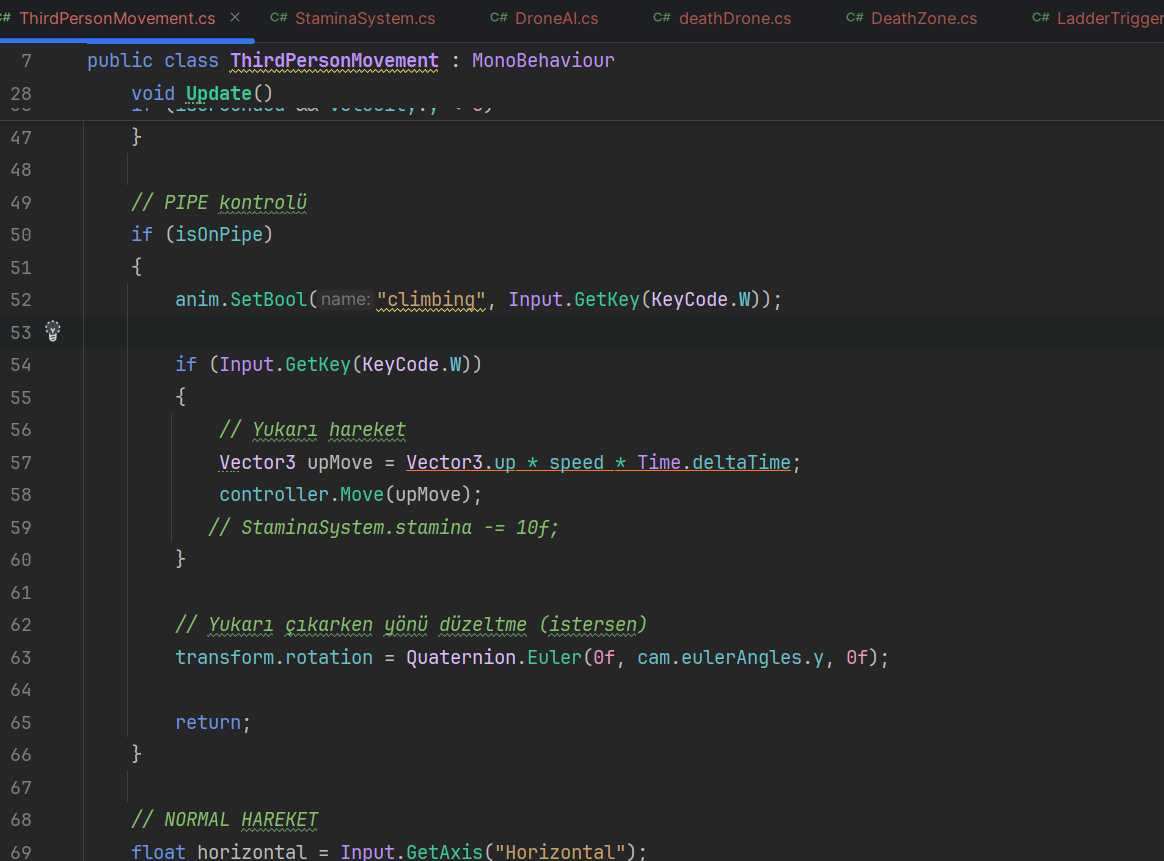 C# ThirdPersonMovement.cs × C# StaminaSystem.cs C# DroneAI.cs C# deathDrone.cs C# DeathZone.cs C# LadderTrigger
7 public class ThirdPersonMovement : MonoBehaviour
28 void Update()
47 }
48
49 // PIPE kontrolü
50 if (isOnPipe)
51 {
52 anim.SetBool(name: "climbing", Input.GetKey(KeyCode.W));
53
54 if (Input.GetKey(KeyCode.W))
55 {
56 // Yukarı hareket
57 Vector3 upMove = Vector3.up * speed * Time.deltaTime;
58 controller.Move(upMove);
59 // StaminaSystem.stamina -= 10f;
60 }
61
62 // Yukarı çıkarken yönü düzeltme (istersen)
63 transform.rotation = Quaternion.Euler(0f, cam.eulerAngles.y, 0f);
64
65 return;
66 }
67
68 // NORMAL HAREKET
69 float horizontal = Input.GetAxis("Horizontal");